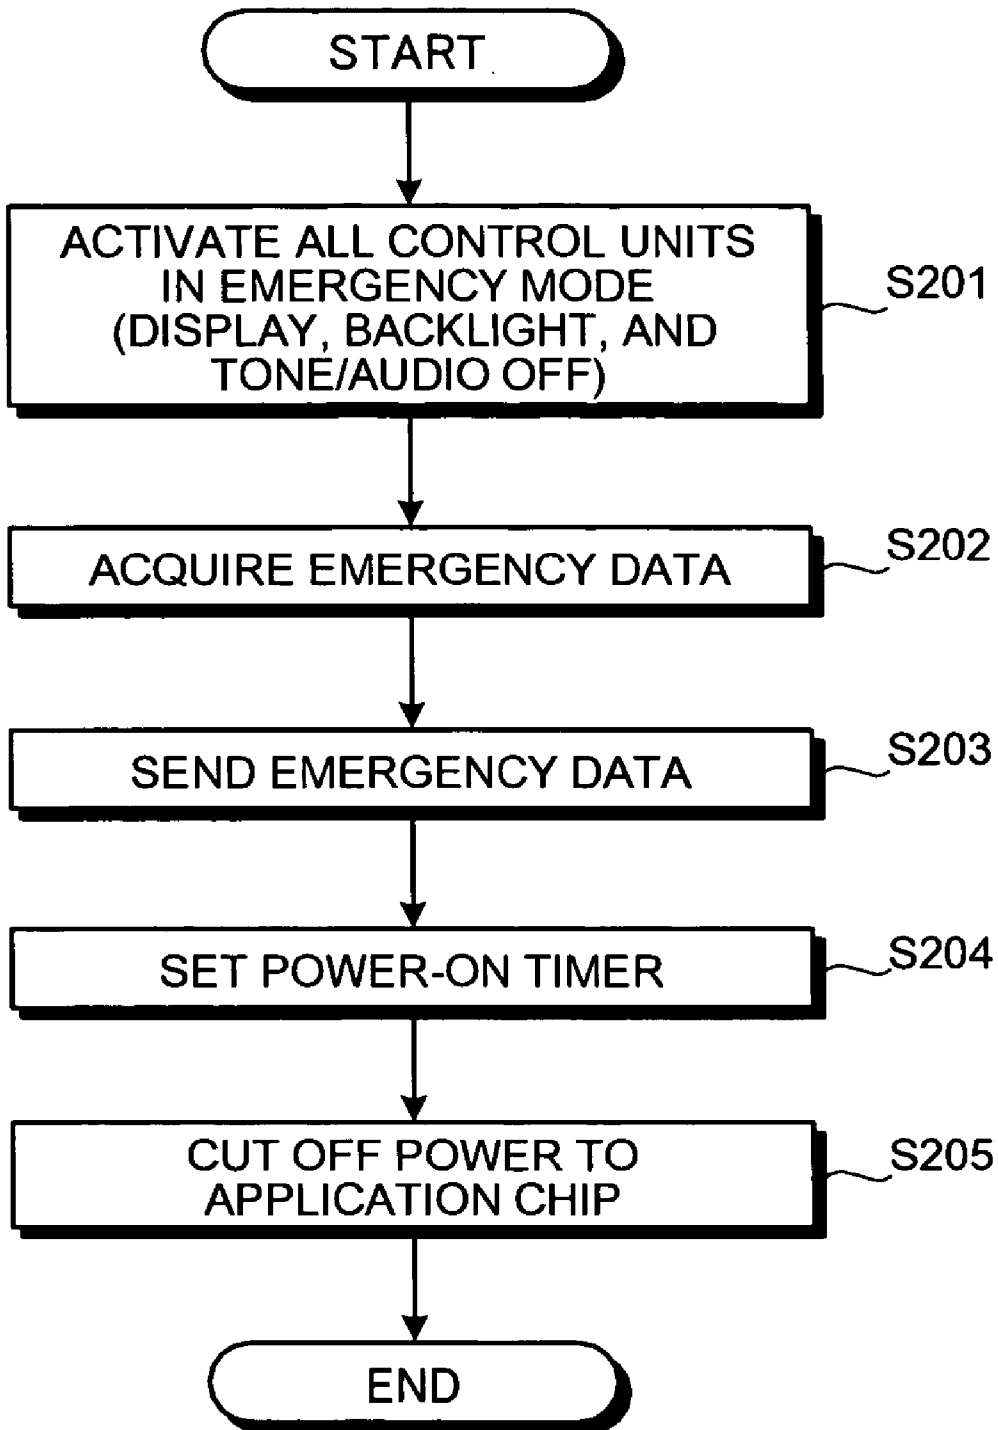 START
ACTIVATE ALL CONTROL UNITS
IN EMERGENCY MODE
(DISPLAY, BACKLIGHT, AND
TONE/AUDIO OFF)
S201
ACQUIRE EMERGENCY DATA
S202
SEND EMERGENCY DATA
S203
SET POWER-ON TIMER
S204
CUT OFF POWER TO
APPLICATION CHIP
S205
END